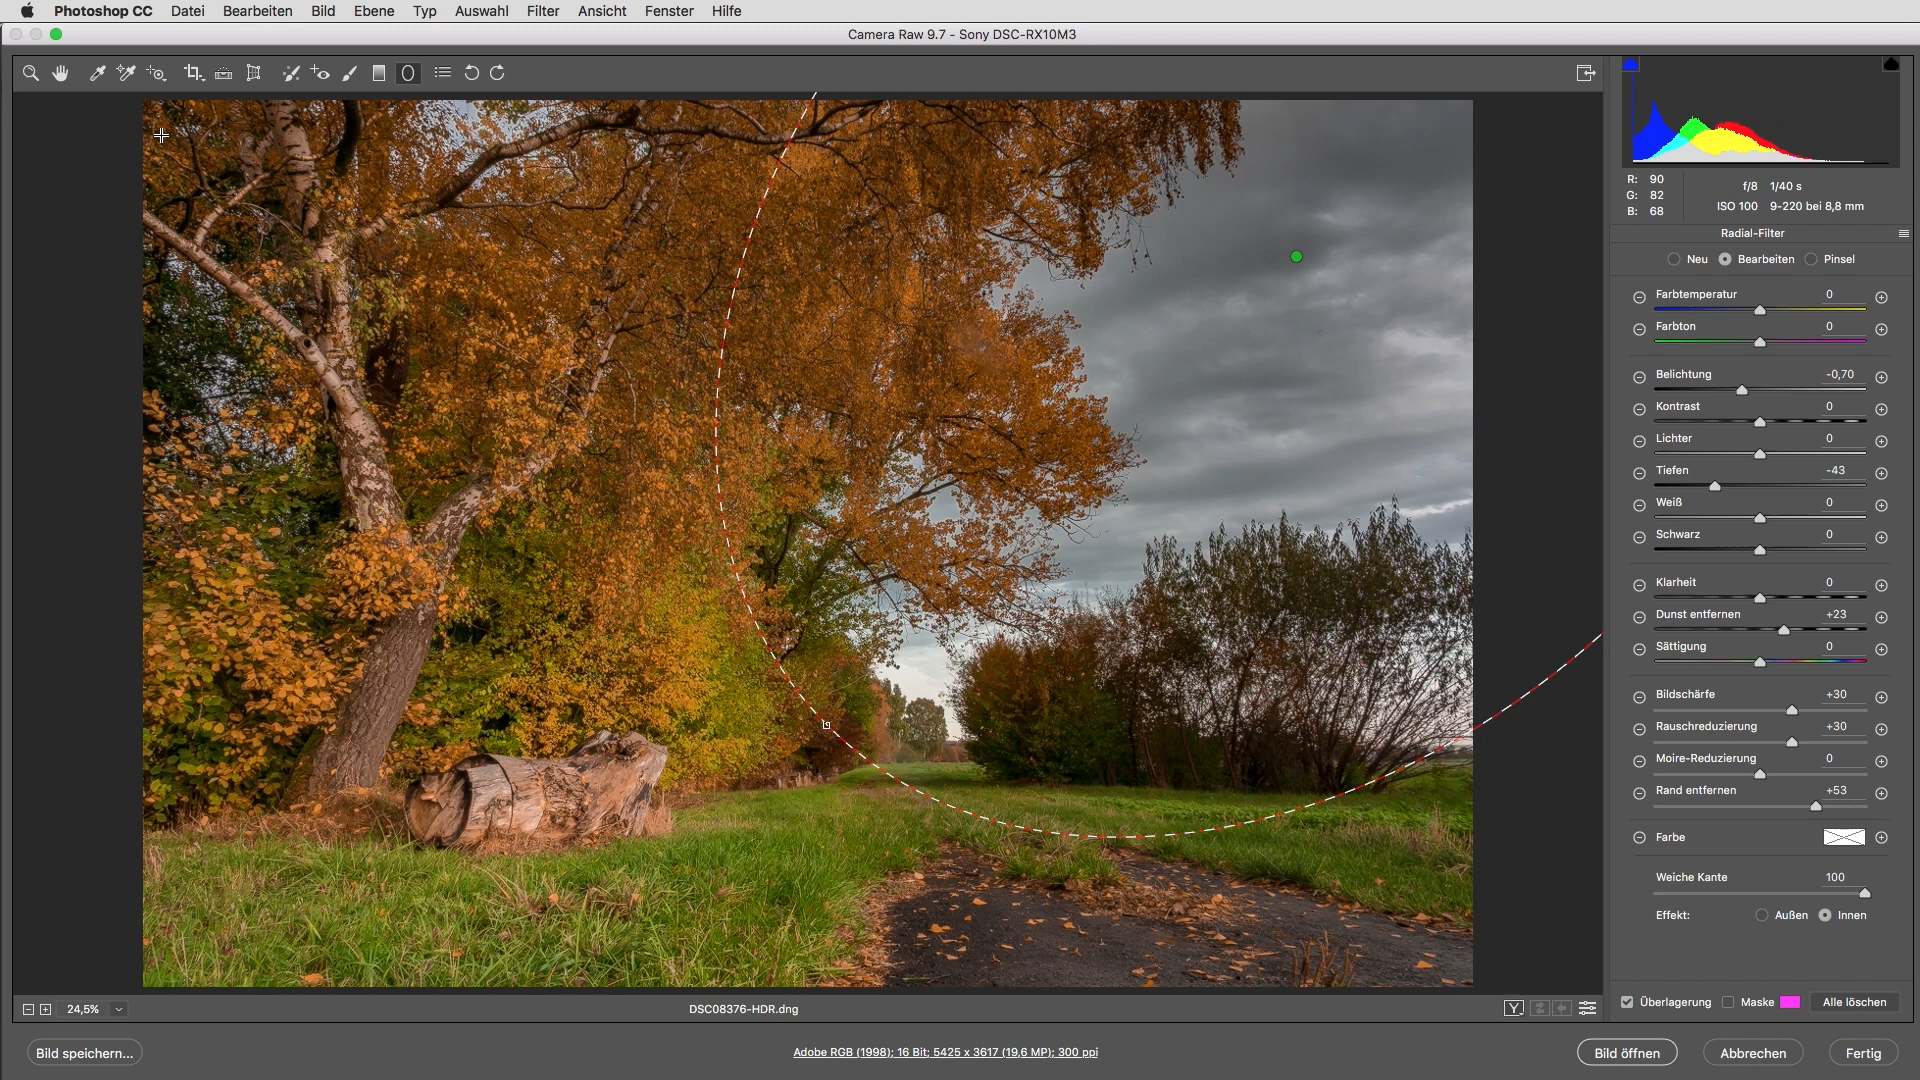 Photoshop CC Datei Bearbeiten Bild Ebene Typ Auswahl Filter Ansicht Fenster Hilfe
Camera Raw 9.7 - Sony DSC-RX10M3
R: 90
G: 82
B: 68
f/8 1/40 s
ISO 100 9-220 bei 8,8 mm
Radial-Filter
Neu Bearbeiten Pinsel
Farbtemperatur 0
Farbton 0
Belichtung -0,70
Kontrast 0
Lichter 0
Tiefen -43
Weiß 0
Schwarz 0
Klarheit 0
Dunst entfernen +23
Sättigung 0
Bildschärfe +30
Rauschreduzierung +30
Moire-Reduzierung 0
Rand entfernen +53
Farbe
Weiche Kante 100
Effekt: Außen Innen
Überlagerung Maske Alle löschen
24,5% DSC08376-HDR.dng Y
Bild speichern... Adobe RGB (1998); 16 Bit; 5425 x 3617 (19,6 MP); 300 ppi Bild öffnen Abbrechen Fertig